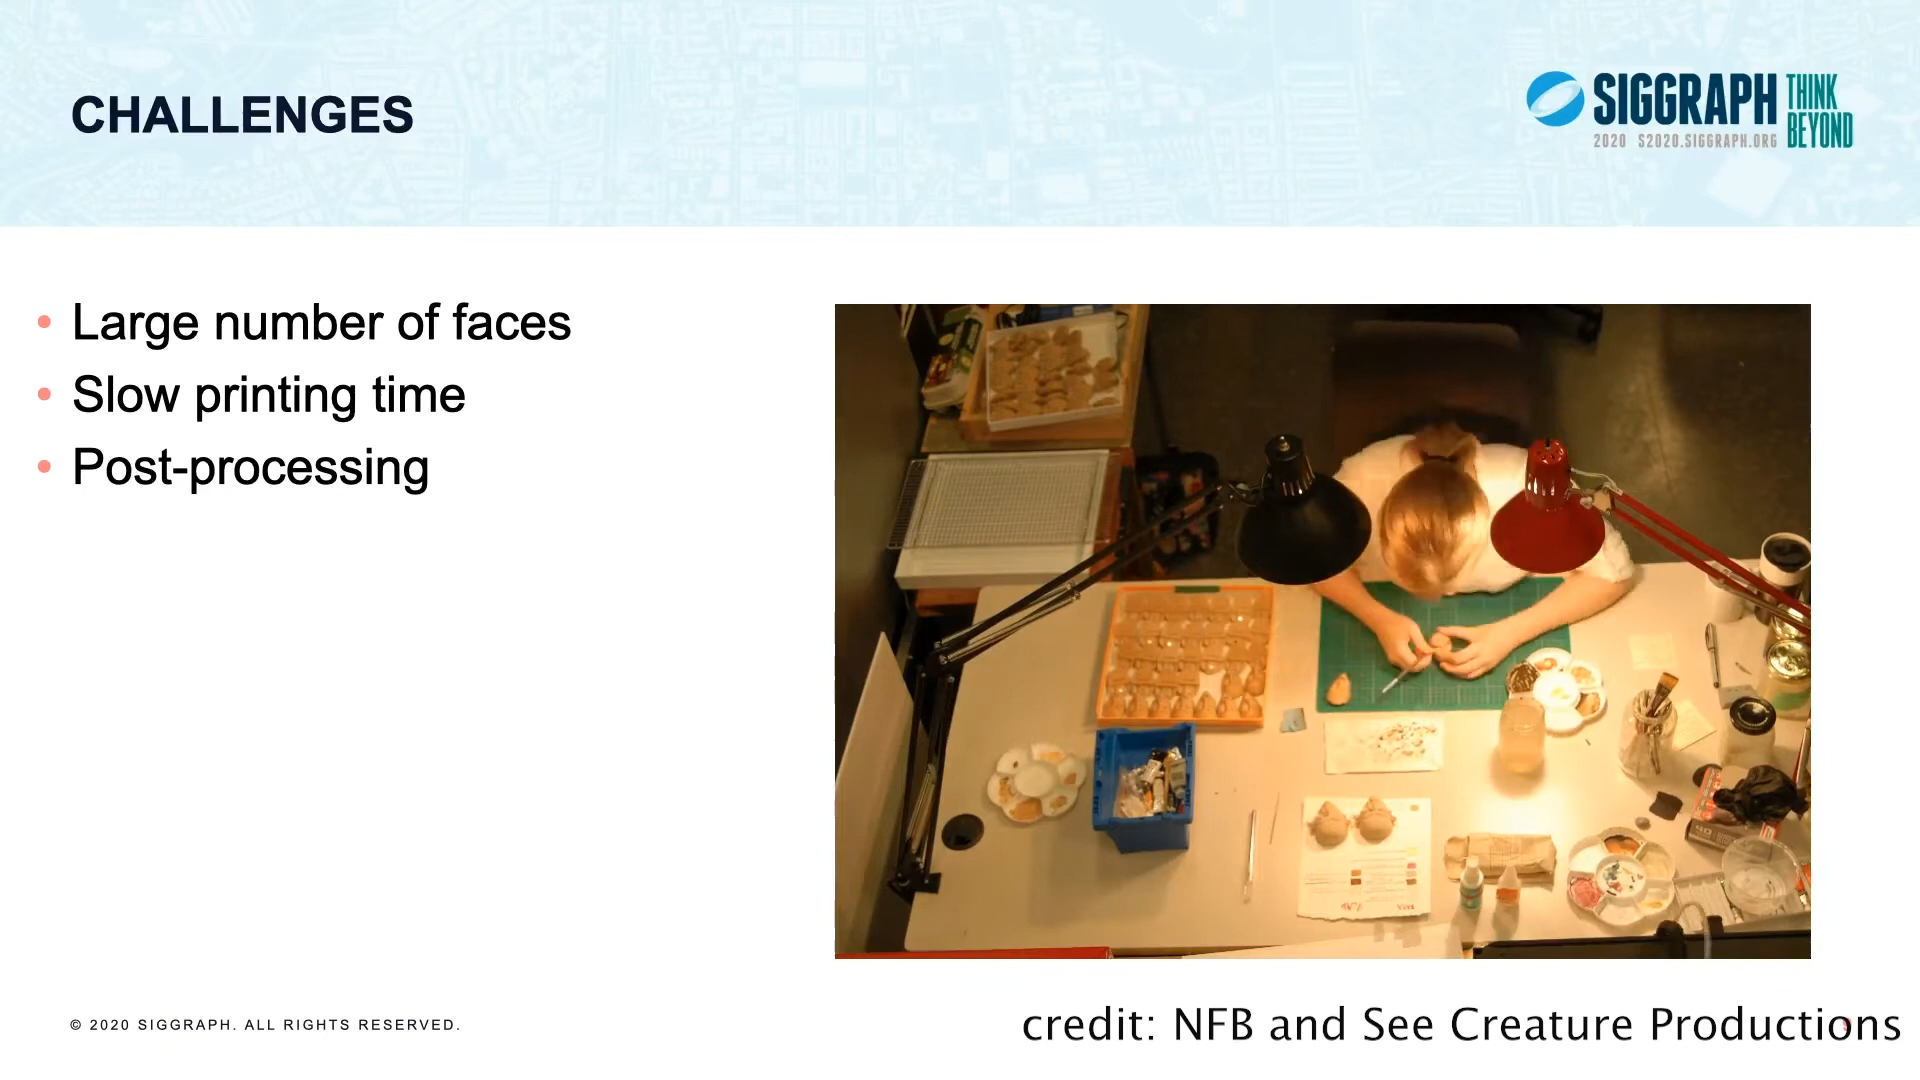 CHALLENGES
SIGGRAPH
THINK
BEYOND
2020 S2020.SIGGRAPH.ORG
• Large number of faces
• Slow printing time
• Post-processing
© 2020 SIGGRAPH. ALL RIGHTS RESERVED.
credit: NFB and See Creature Productions